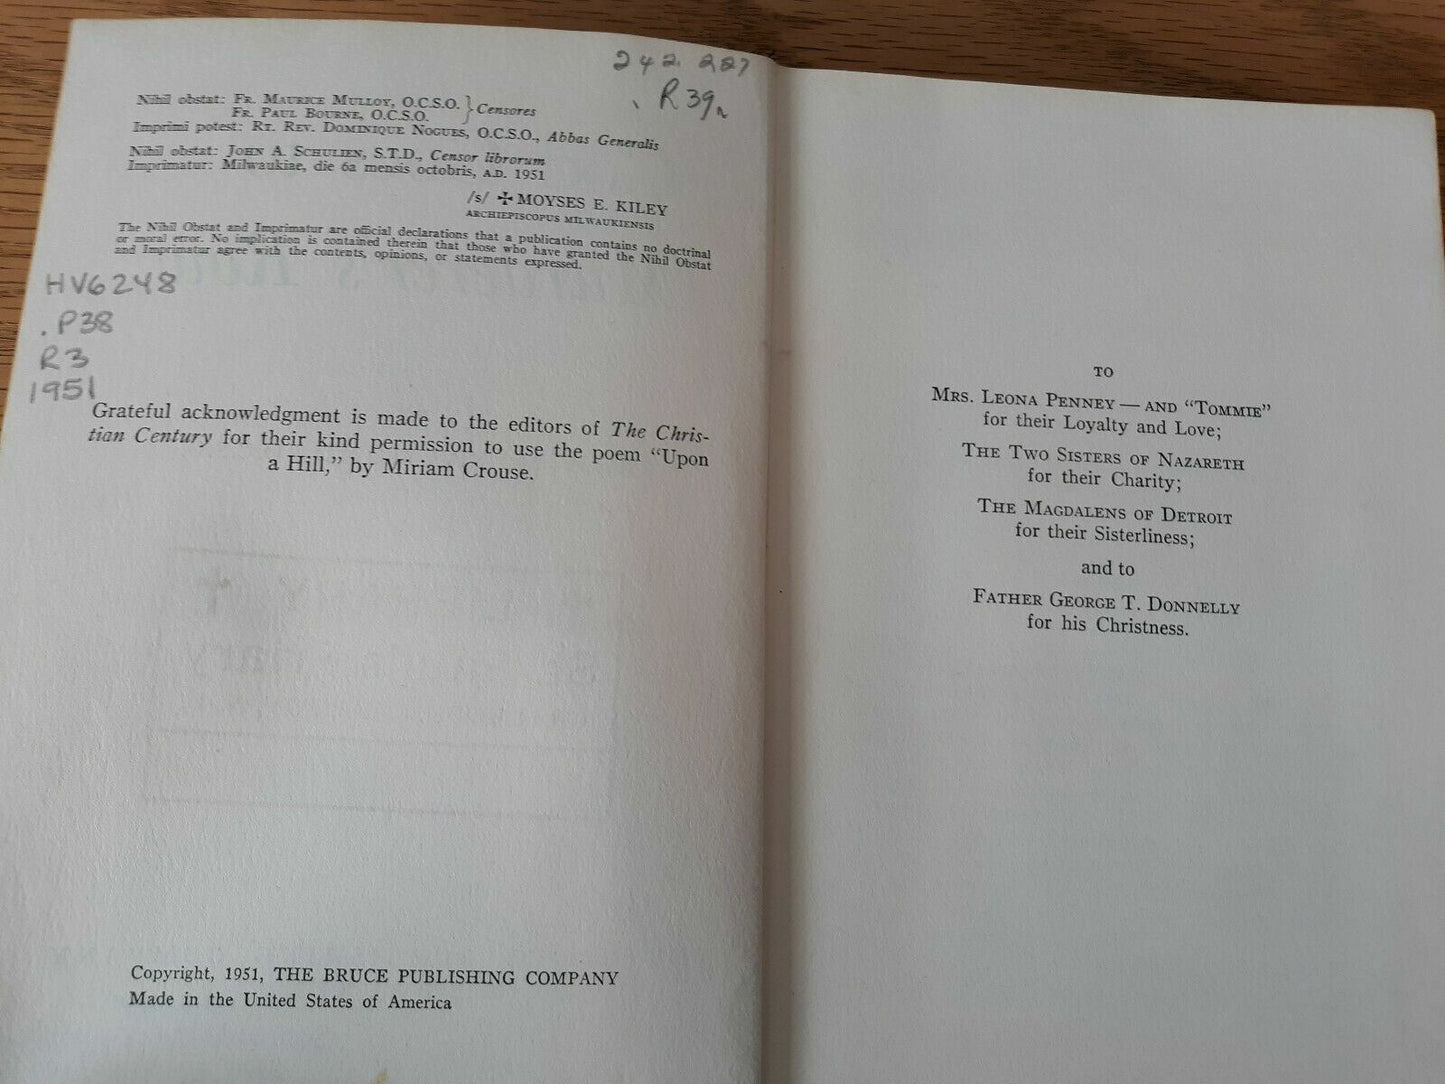 242.227
R39n
Nihil obstat: Fr. Maurice Mulloy, O.C.S.O. } Censores
Fr. Paul Bourne, O.C.S.O.
Imprimi potest: Rt. Rev. Dominique Nogues, O.C.S.O., Abbas Generalis
Nihil obstat: John A. Schulien, S.T.D., Censor librorum
Imprimatur: Milwaukiae, die 6a mensis octobris, A.D. 1951
/s/ ✠ MOYSES E. KILEY
ARCHIEPISCOPUS MILWAUKIENSIS
The Nihil Obstat and Imprimatur are official declarations that a publication contains no doctrinal
or moral error. No implication is contained therein that those who have granted the Nihil Obstat
and Imprimatur agree with the contents, opinions, or statements expressed.
HV6248
.P38
R3
1951
Grateful acknowledgment is made to the editors of The Chris-
tian Century for their kind permission to use the poem “Upon
a Hill,” by Miriam Crouse.
Copyright, 1951, THE BRUCE PUBLISHING COMPANY
Made in the United States of America
TO
Mrs. Leona Penney — and “Tommie”
for their Loyalty and Love;
The Two Sisters of Nazareth
for their Charity;
The Magdalens of Detroit
for their Sisterliness;
and to
Father George T. Donnelly
for his Christness.